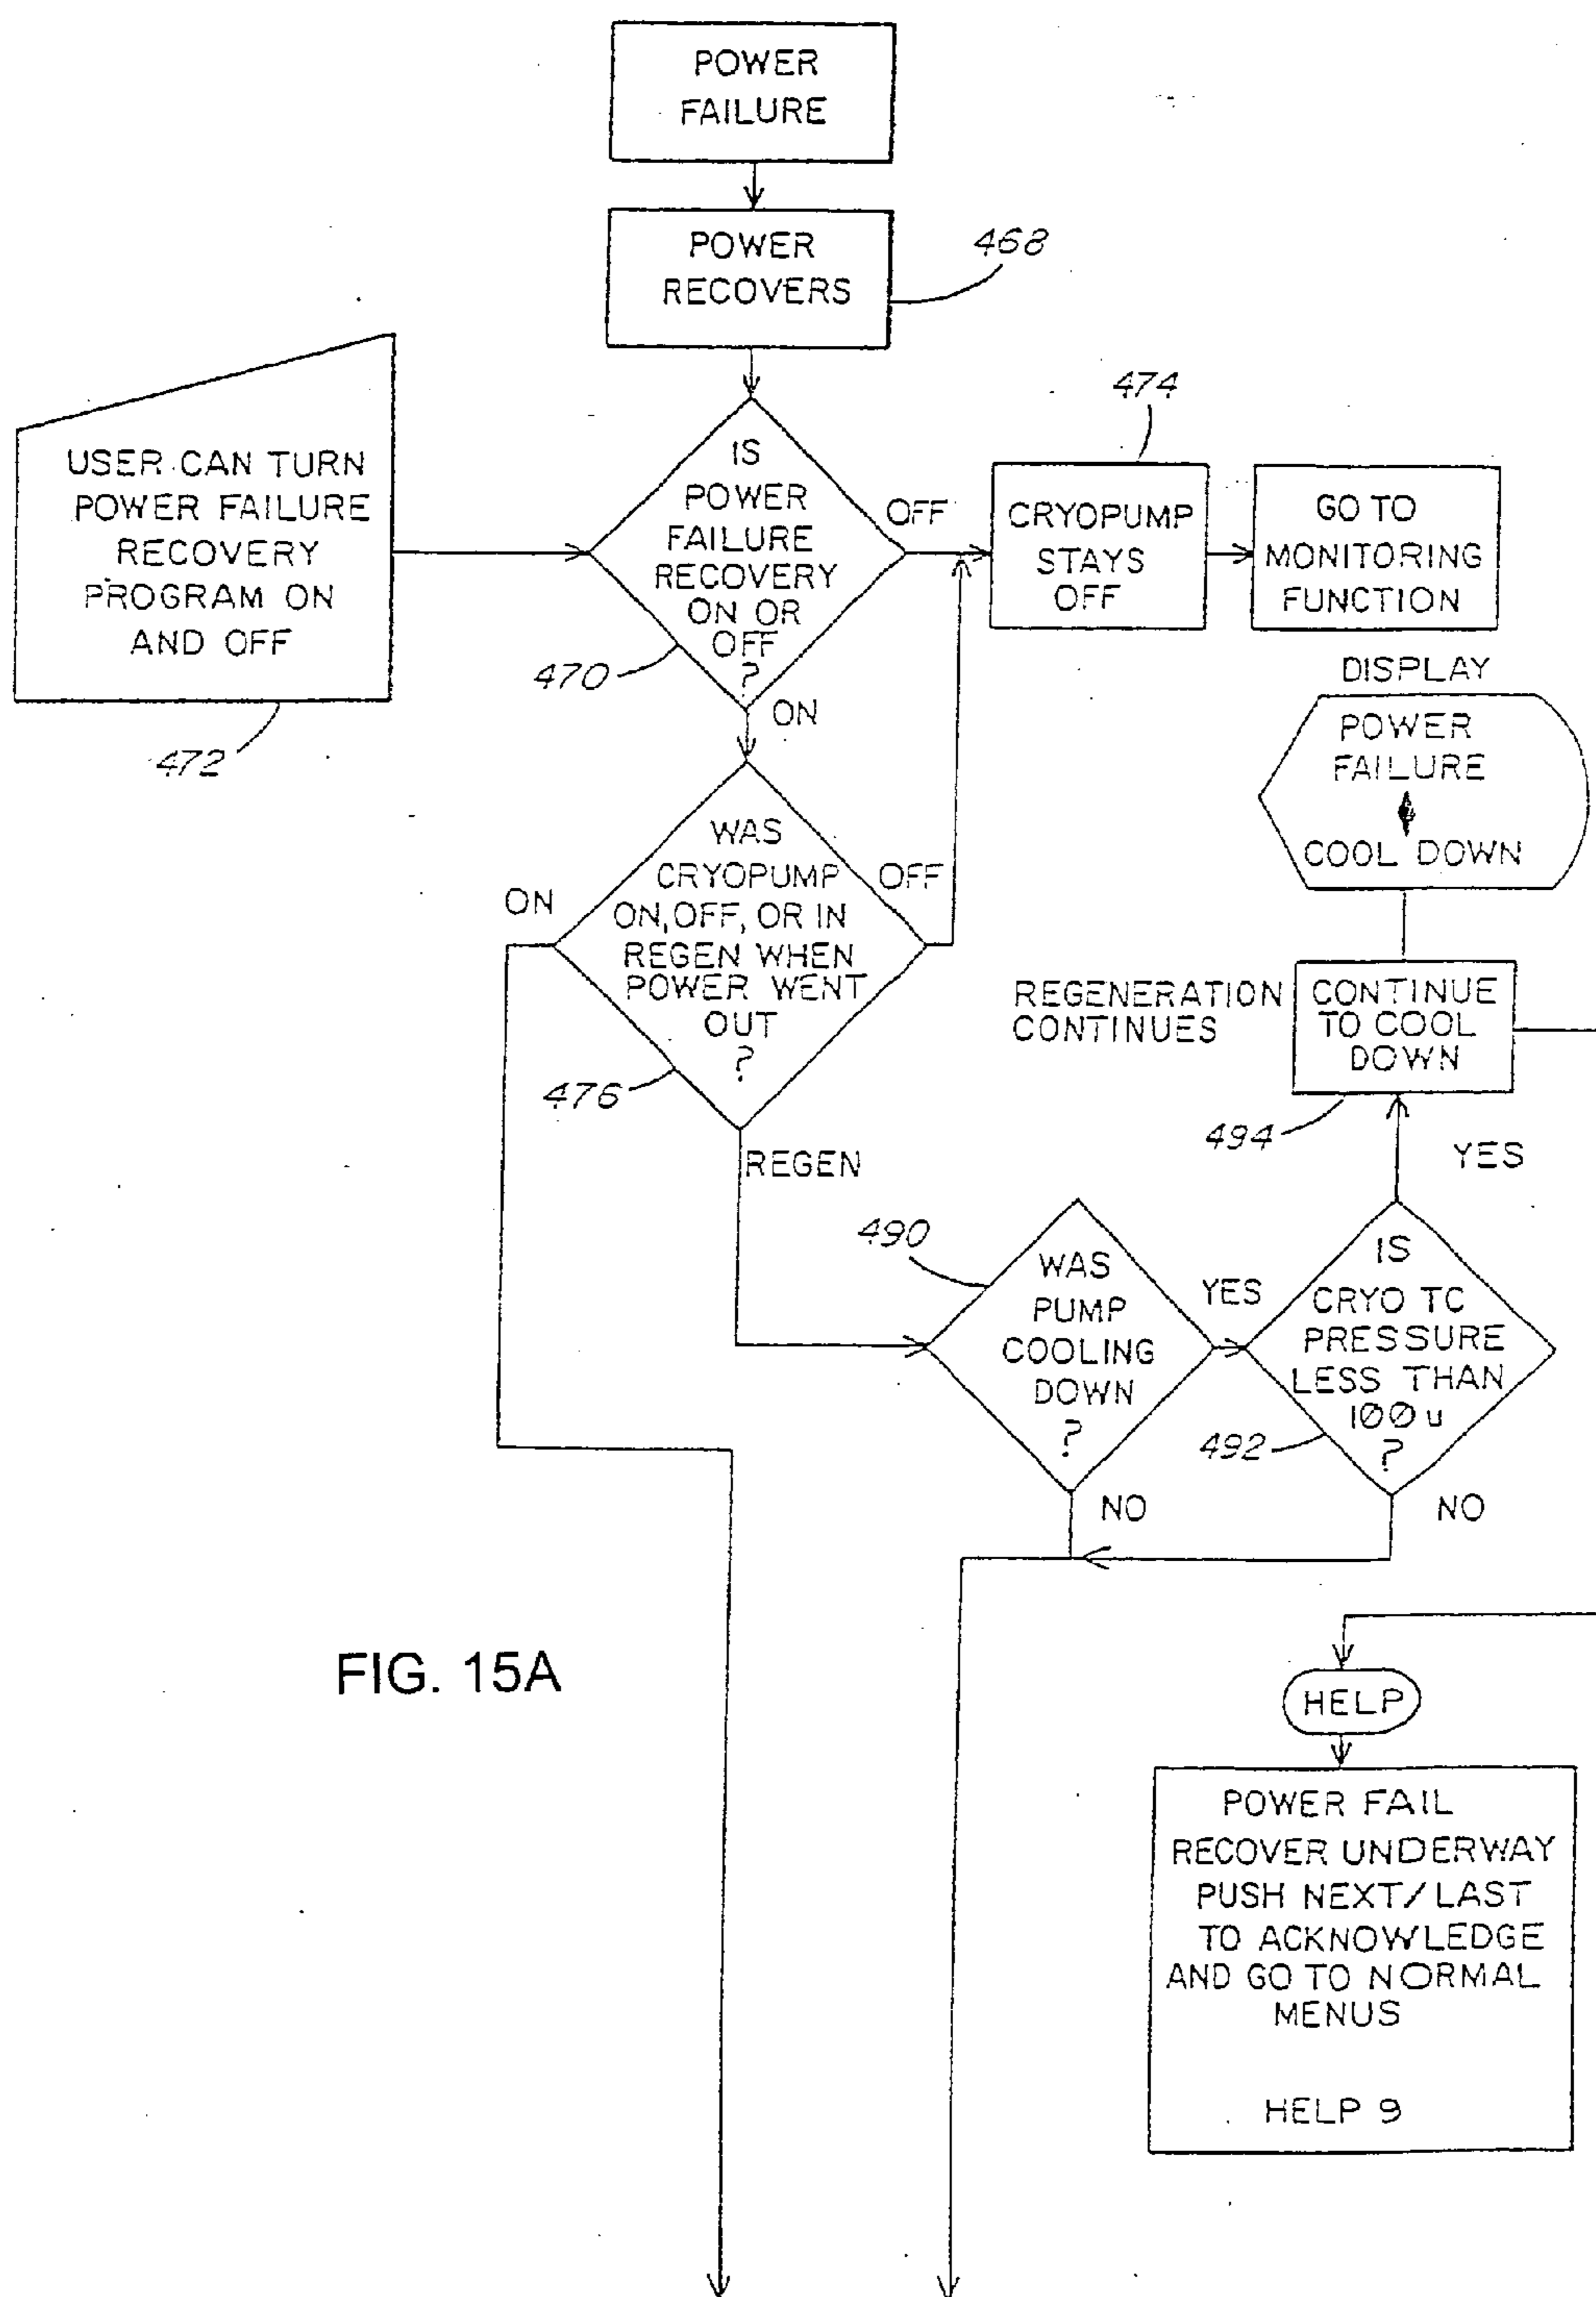 POWER
FAILURE
POWER
RECOVERS
468
USER CAN TURN
POWER FAILURE
RECOVERY
PROGRAM ON
AND OFF
472
IS
POWER
FAILURE
RECOVERY
ON OR
OFF
?
470
OFF
ON
474
CRYOPUMP
STAYS
OFF
GO TO
MONITORING
FUNCTION
DISPLAY
POWER
FAILURE
COOL DOWN
WAS
CRYOPUMP
ON, OFF, OR IN
REGEN WHEN
POWER WENT
OUT
?
476
ON
OFF
REGEN
REGENERATION
CONTINUES
CONTINUE
TO COOL
DOWN
494
YES
490
WAS
PUMP
COOLING
DOWN
?
YES
NO
IS
CRYO TC
PRESSURE
LESS THAN
100u
?
492
NO
FIG. 15A
HELP
POWER FAIL
RECOVER UNDERWAY
PUSH NEXT/LAST
TO ACKNOWLEDGE
AND GO TO NORMAL
MENUS
HELP 9